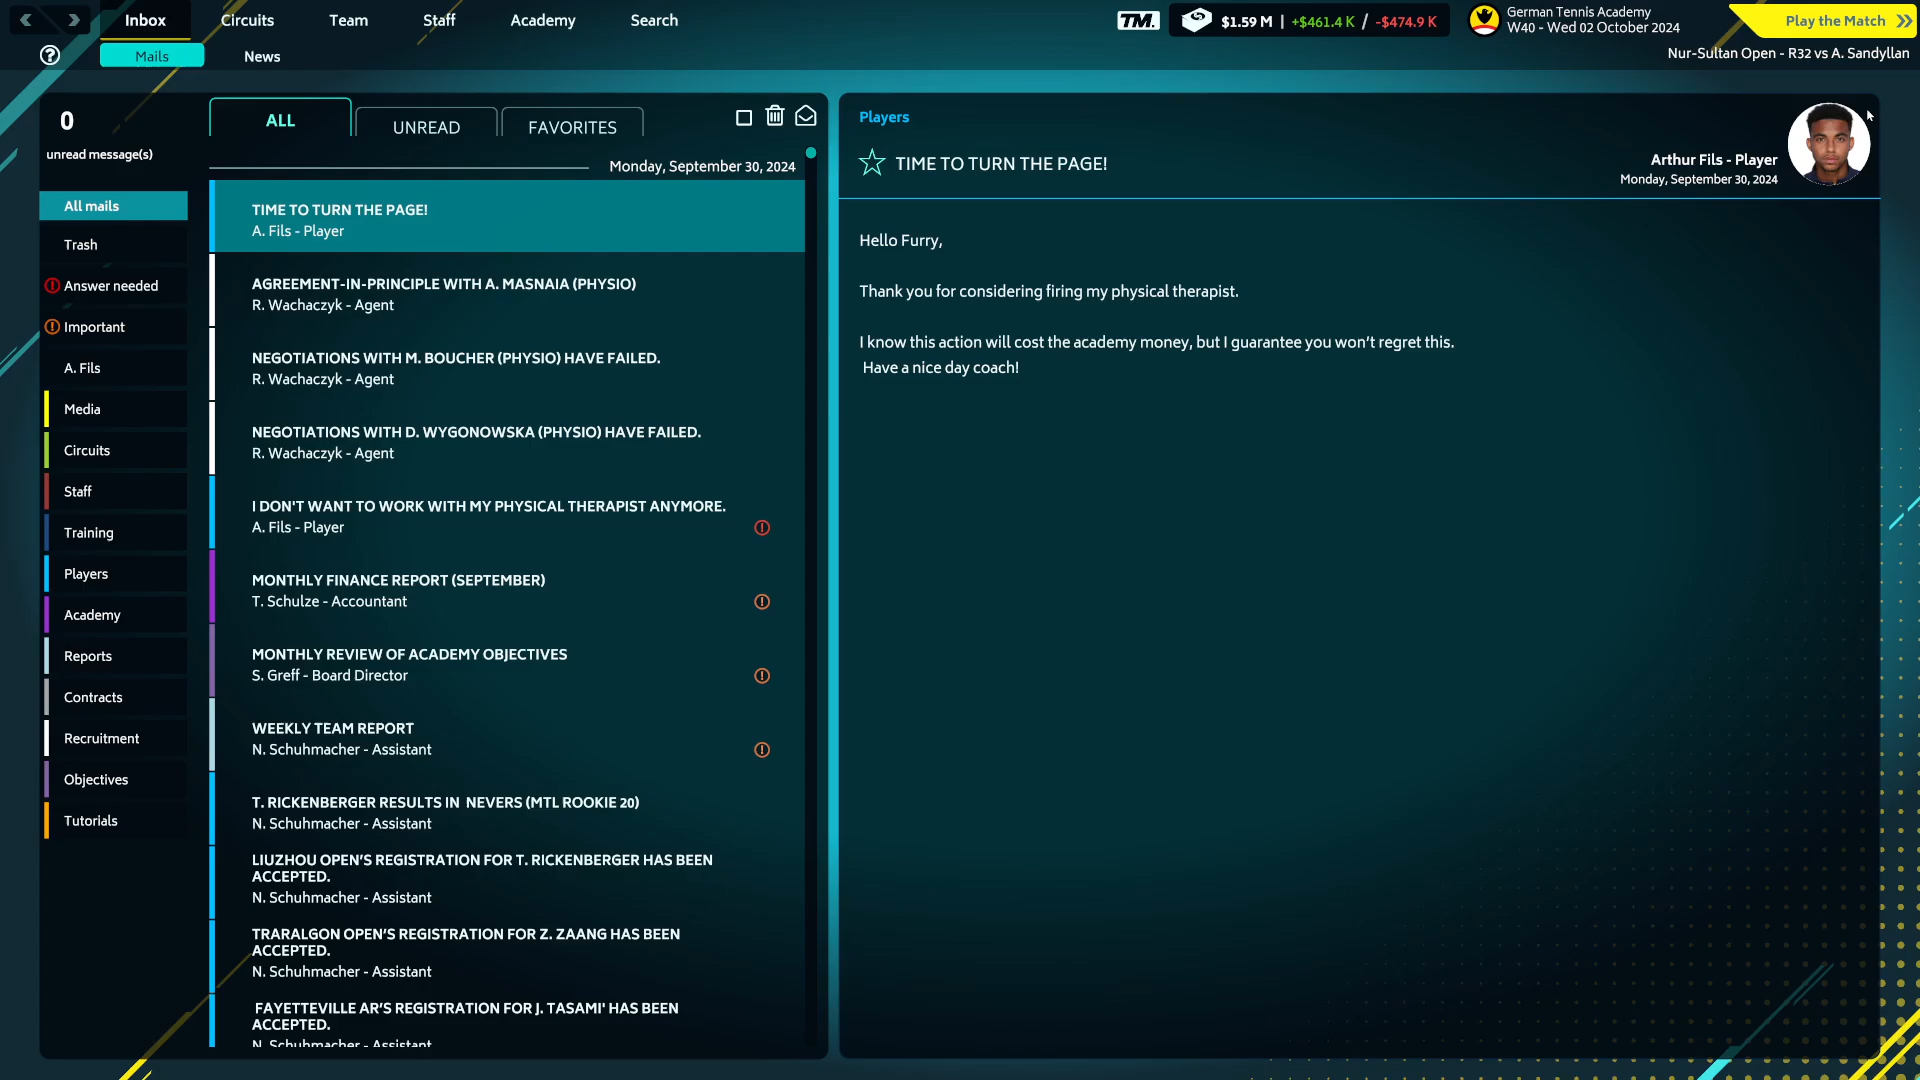 Inbox
Circuits
Team
Staff
Academy
Search
TM.
$1.59 M | +$461.4 K / -$474.9 K
German Tennis Academy
W40 - Wed 02 October 2024
Play the Match
Nur-Sultan Open - R32 vs A. Sandyllan
?
Mails
News
0
unread message(s)
All mails
Trash
Answer needed
Important
A. Fils
Media
Circuits
Staff
Training
Players
Academy
Reports
Contracts
Recruitment
Objectives
Tutorials
ALL
UNREAD
FAVORITES
Monday, September 30, 2024
TIME TO TURN THE PAGE!
A. Fils - Player
AGREEMENT-IN-PRINCIPLE WITH A. MASNAIA (PHYSIO)
R. Wachaczyk - Agent
NEGOTIATIONS WITH M. BOUCHER (PHYSIO) HAVE FAILED.
R. Wachaczyk - Agent
NEGOTIATIONS WITH D. WYGONOWSKA (PHYSIO) HAVE FAILED.
R. Wachaczyk - Agent
I DON'T WANT TO WORK WITH MY PHYSICAL THERAPIST ANYMORE.
A. Fils - Player
MONTHLY FINANCE REPORT (SEPTEMBER)
T. Schulze - Accountant
MONTHLY REVIEW OF ACADEMY OBJECTIVES
S. Greff - Board Director
WEEKLY TEAM REPORT
N. Schuhmacher - Assistant
T. RICKENBERGER RESULTS IN NEVERS (MTL ROOKIE 20)
N. Schuhmacher - Assistant
LIUZHOU OPEN'S REGISTRATION FOR T. RICKENBERGER HAS BEEN
ACCEPTED.
N. Schuhmacher - Assistant
TRARALGON OPEN'S REGISTRATION FOR Z. ZAANG HAS BEEN
ACCEPTED.
N. Schuhmacher - Assistant
FAYETTEVILLE AR'S REGISTRATION FOR J. TASAMI' HAS BEEN
ACCEPTED.
N. Schuhmacher - Assistant
Players
TIME TO TURN THE PAGE!
Arthur Fils - Player
Monday, September 30, 2024
Hello Furry,
Thank you for considering firing my physical therapist.
I know this action will cost the academy money, but I guarantee you won't regret this.
Have a nice day coach!